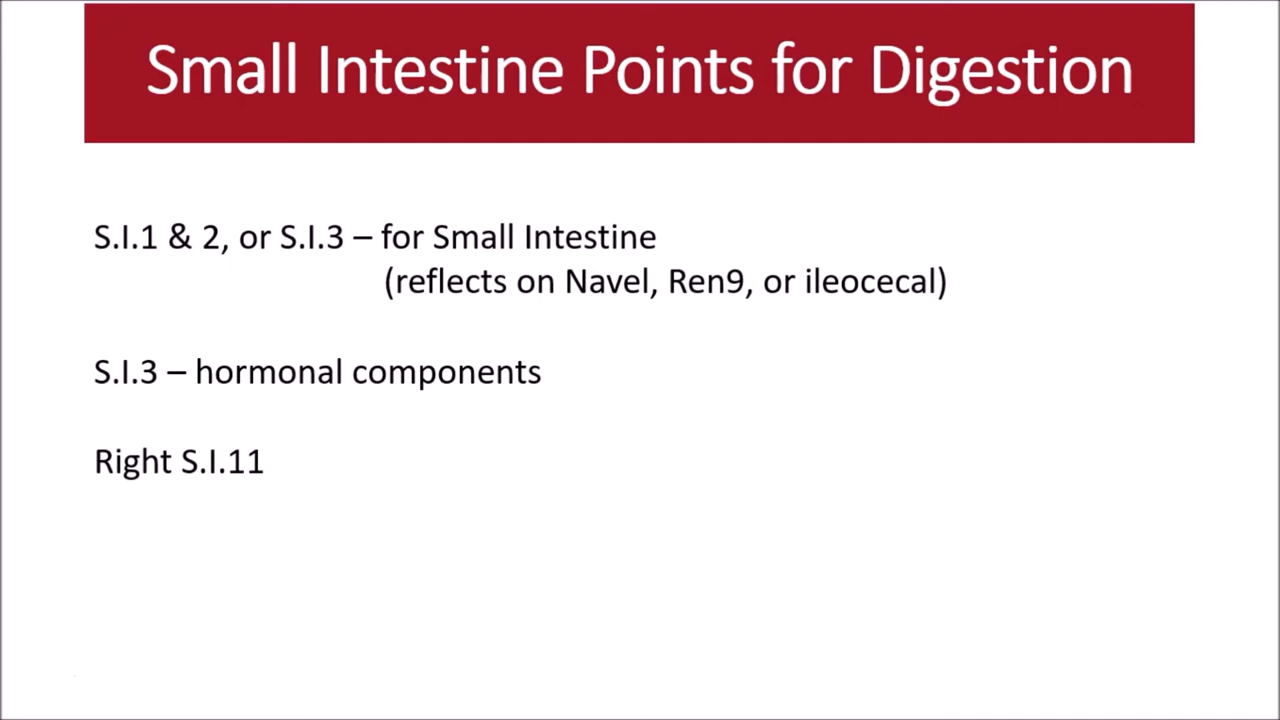 Small Intestine Points for Digestion
S.I.1 & 2, or S.I.3 – for Small Intestine
(reflects on Navel, Ren9, or ileocecal)
S.I.3 – hormonal components
Right S.I.11